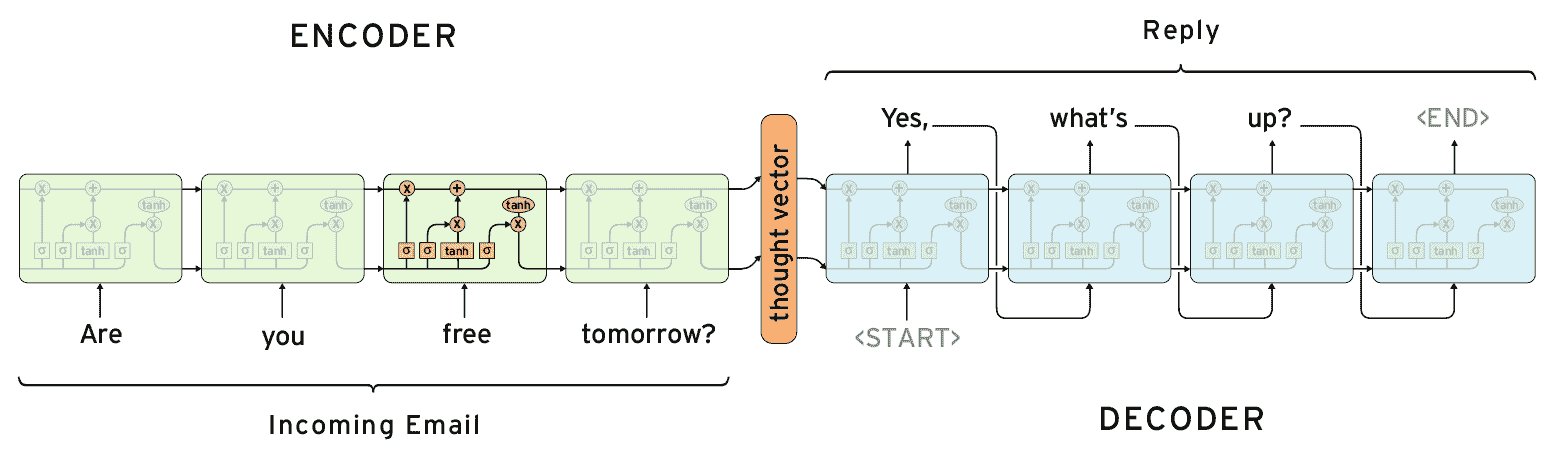 ENCODER
Reply
Yes, what's up? <END>
x + tanh x σ σ tanh σ x
x + tanh x σ σ tanh σ x
x + tanh x σ σ tanh σ x
x + tanh x σ σ tanh σ x
thought vector
x + tanh x σ σ tanh σ x
x + tanh x σ σ tanh σ x
x + tanh x σ σ tanh σ x
x + tanh x σ σ tanh σ x
Are you free tomorrow?
<START>
Incoming Email
DECODER